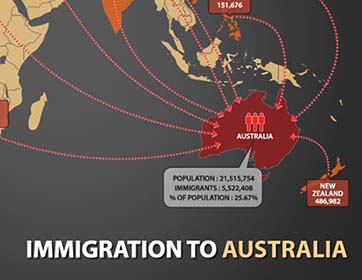 151,676
AUSTRALIA
POPULATION : 21,515,754
IMMIGRANTS : 5,522,408
% OF POPULATION : 25.67%
NEW
ZEALAND
486,982
IMMIGRATION TO AUSTRALIA